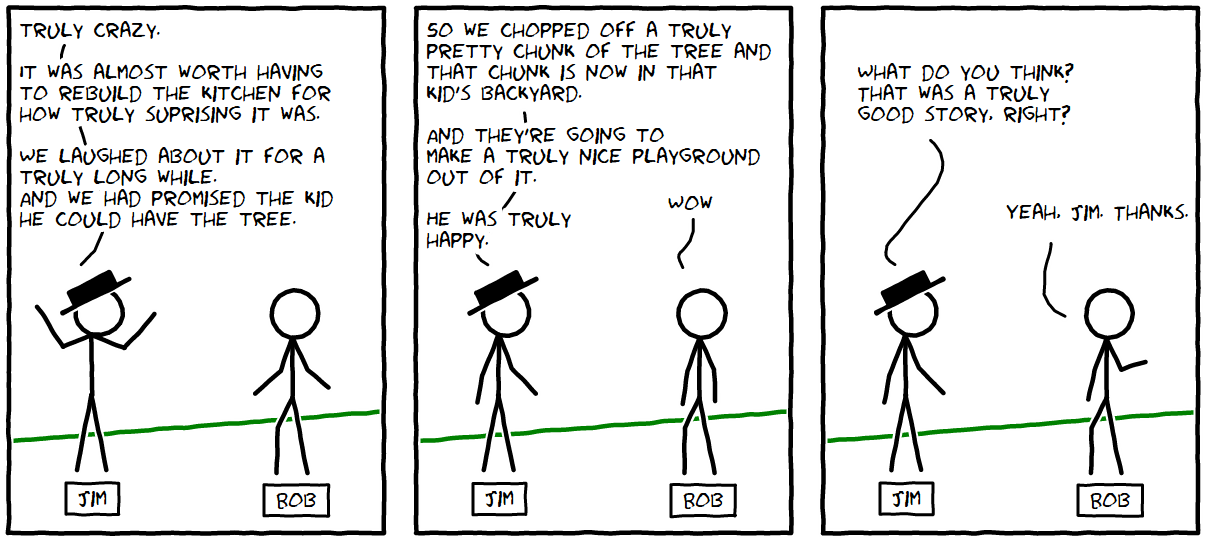 TRULY CRAZY.
IT WAS ALMOST WORTH HAVING
TO REBUILD THE KITCHEN FOR
HOW TRULY SUPRISING IT WAS.
WE LAUGHED ABOUT IT FOR A
TRULY LONG WHILE.
AND WE HAD PROMISED THE KID
HE COULD HAVE THE TREE.
JIM
BOB
SO WE CHOPPED OFF A TRULY
PRETTY CHUNK OF THE TREE AND
THAT CHUNK IS NOW IN THAT
KID'S BACKYARD.
AND THEY'RE GOING TO
MAKE A TRULY NICE PLAYGROUND
OUT OF IT.
HE WAS TRULY
HAPPY.
WOW
JIM
BOB
WHAT DO YOU THINK?
THAT WAS A TRULY
GOOD STORY, RIGHT?
YEAH, JIM. THANKS.
JIM
BOB